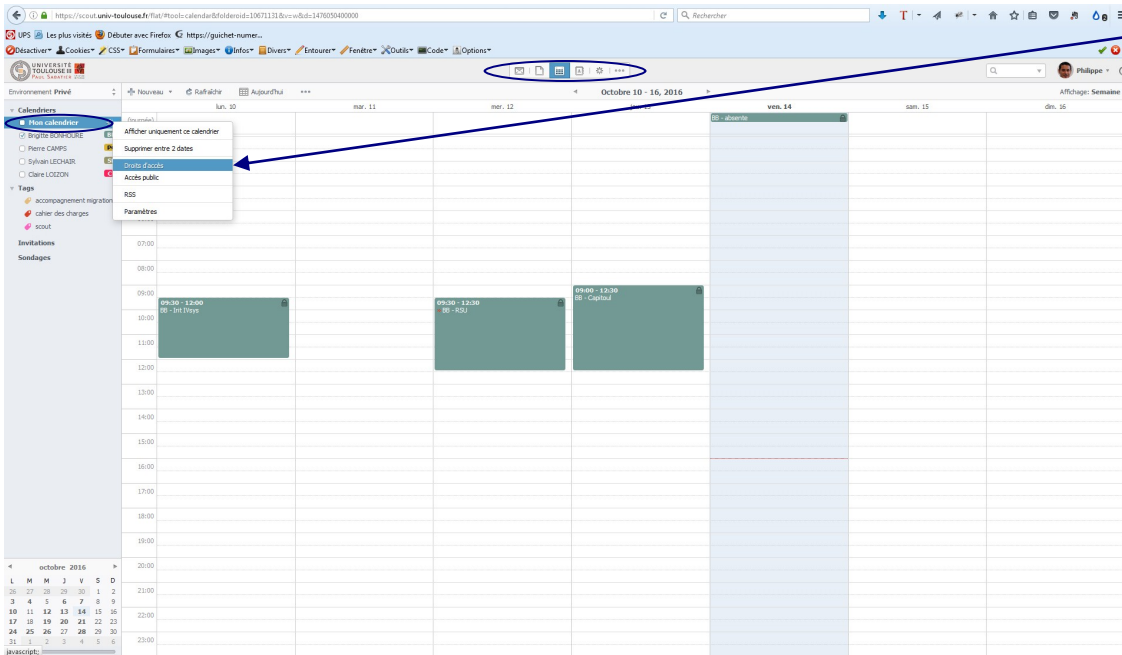 https://scout.univ-toulouse.fr/flat/#tool=calendar&folderoid=10671131&v=w&d=1476050400000
Rechercher
UPS Les plus visités Débuter avec Firefox https://guichet-numer...
Désactiver Cookies CSS Formulaires Images Infos Divers Entourer Fenêtre Outils Code Options
UNIVERSITÉ
TOULOUSE III
PAUL SABATIER
Philippe
Environnement Privé
Nouveau Rafraîchir Aujourd'hui
Octobre 10 - 16, 2016
Affichage: Semaine
Calendriers
lun. 10 mar. 11 mer. 12 ven. 14 sam. 15 dim. 16
Mon calendrier
BB - absente
Brigitte BONHOURE
Pierre CAMPS
Sylvain LECHAIR
Claire LOIZON
Afficher uniquement ce calendrier
Supprimer entre 2 dates
Droits d'accès
Accès public
RSS
Paramètres
Tags
accompagnement migration
cahier des charges
scout
Invitations
Sondages
07:00
08:00
09:00
10:00
11:00
12:00
13:00
14:00
15:00
16:00
17:00
18:00
19:00
20:00
21:00
22:00
23:00
09:30 - 12:00
BB - Int IVsys
09:30 - 12:30
BB - RSU
09:00 - 12:30
BB - Capitoul
octobre 2016
L M M J V S D
26 27 28 29 30 1 2
3 4 5 6 7 8 9
10 11 12 13 14 15 16
17 18 19 20 21 22 23
24 25 26 27 28 29 30
31 1 2 3 4 5 6
javascript:;